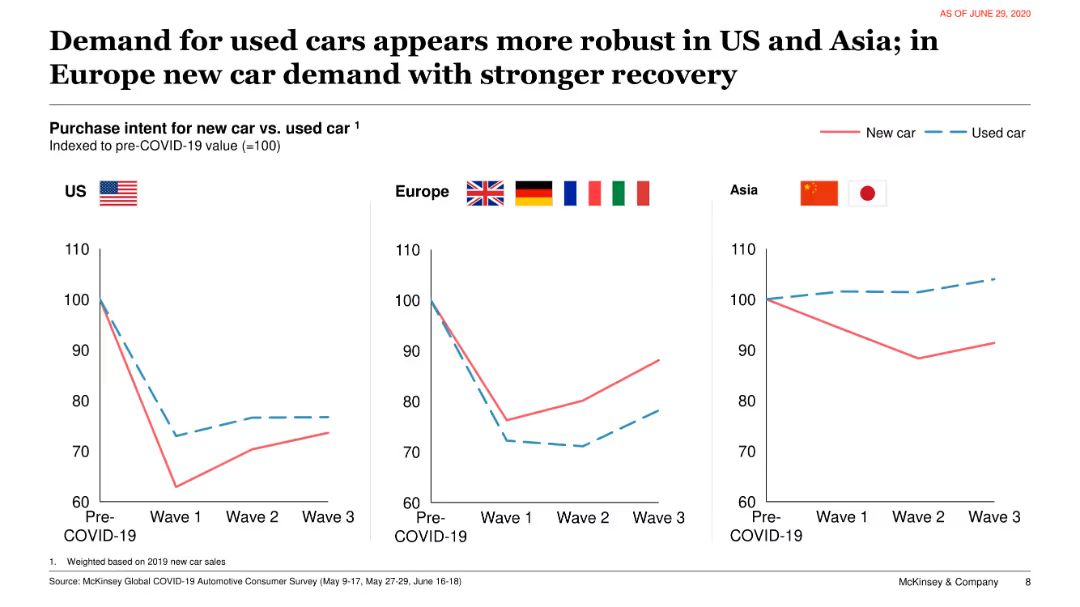 AS OF JUNE 29, 2020
Demand for used cars appears more robust in US and Asia; in
Europe new car demand with stronger recovery
Purchase intent for new car vs. used car 1
Indexed to pre-COVID-19 value (=100)
New car
Used car
US
110
100
90
80
70
60
Pre-
COVID-19
Wave 1
Wave 2
Wave 3
Europe
110
100
90
80
70
60
Pre-
COVID-19
Wave 1
Wave 2
Wave 3
Asia
110
100
90
80
70
60
Pre-
COVID-19
Wave 1
Wave 2
Wave 3
1. Weighted based on 2019 new car sales
Source: McKinsey Global COVID-19 Automotive Consumer Survey (May 9-17, May 27-29, June 16-18)
McKinsey & Company 8